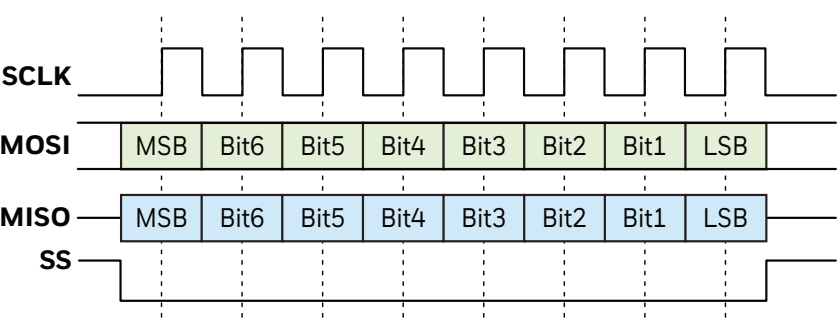 SCLK
MOSI MSB Bit6 Bit5 Bit4 Bit3 Bit2 Bit1 LSB
MISO MSB Bit6 Bit5 Bit4 Bit3 Bit2 Bit1 LSB
SS